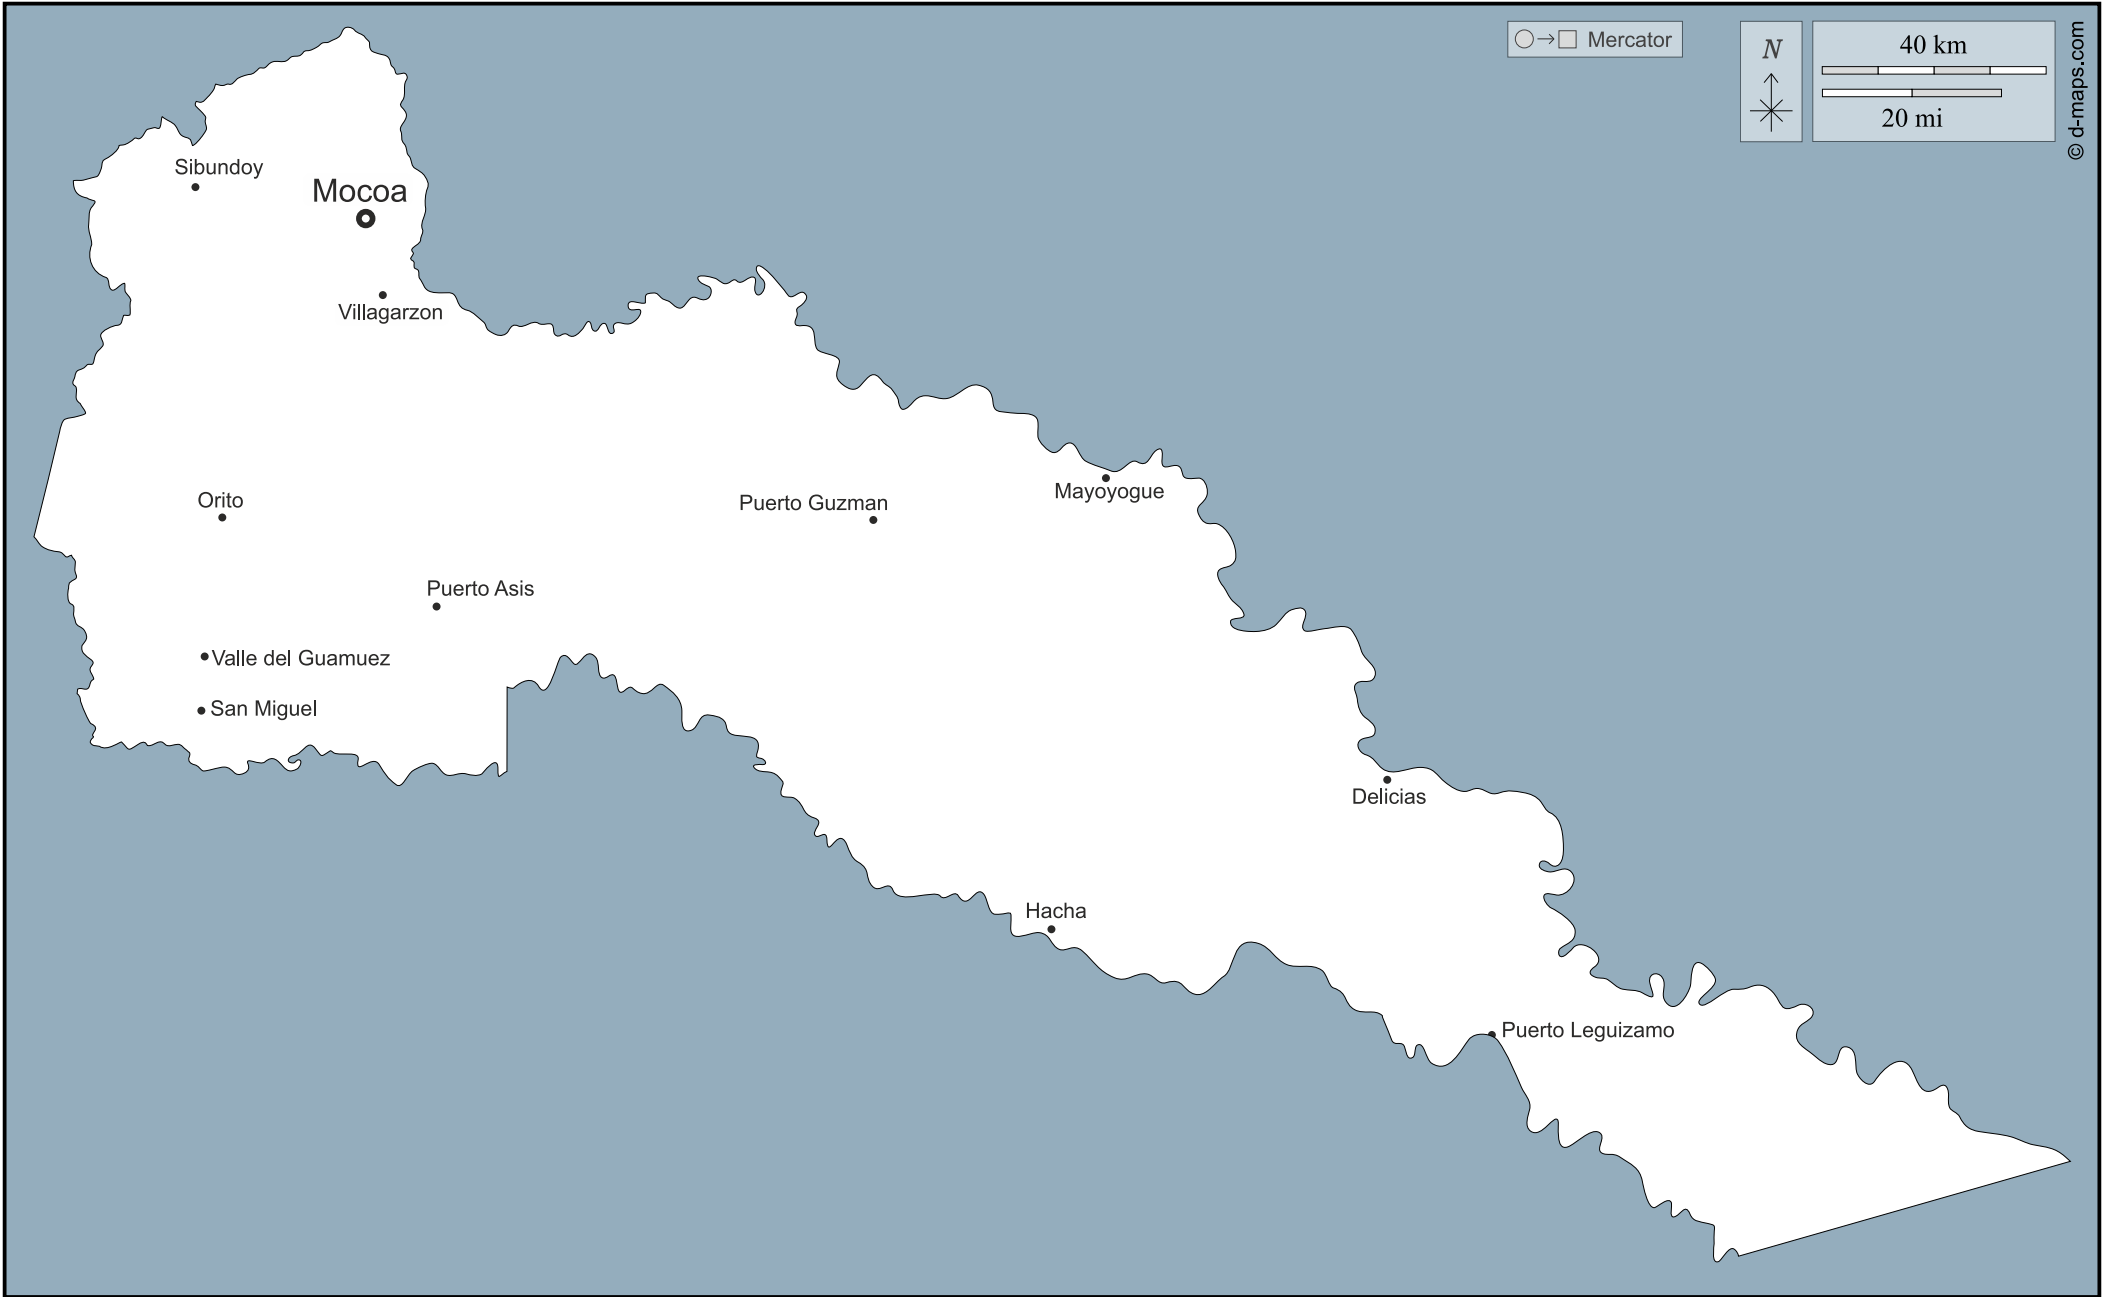 Mercator
N
40 km
20 mi
© d-maps.com
Sibundoy
Mocoa
Villagarzon
Orito
Puerto Guzman
Mayoyogue
Puerto Asis
Valle del Guamuez
San Miguel
Delicias
Hacha
Puerto Leguizamo